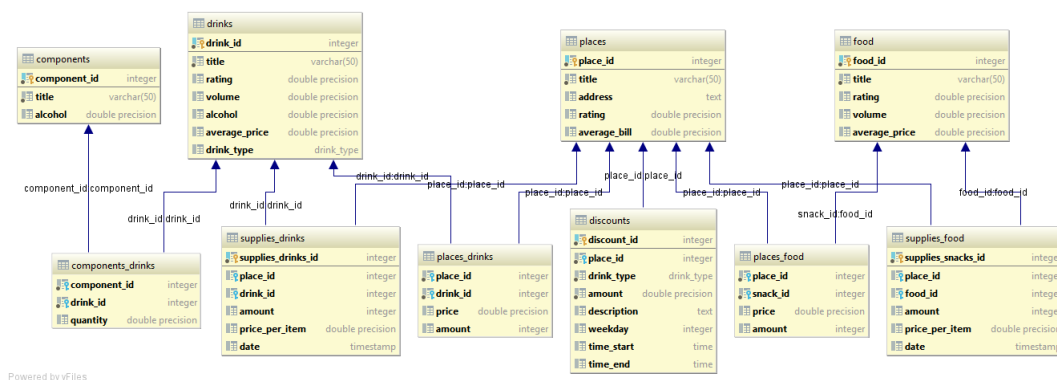 components
component_id integer
title varchar(50)
alcohol double precision
drinks
drink_id integer
title varchar(50)
rating double precision
volume double precision
alcohol double precision
average_price double precision
drink_type drink_type
places
place_id integer
title varchar(50)
address text
rating double precision
average_bill double precision
food
food_id integer
title varchar(50)
rating double precision
volume double precision
average_price double precision
component_id:component_id
drink_id:drink_id
drink_id:drink_id
drink_id:drink_id
place_id:place_id
place_id:place_id
place_id:place_id
place_id:place_id
place_id:place_id
snack_id:food_id
food_id:food_id
components_drinks
component_id integer
drink_id integer
quantity double precision
supplies_drinks
supplies_drinks_id integer
place_id integer
drink_id integer
amount integer
price_per_item double precision
date timestamp
places_drinks
place_id integer
drink_id integer
price double precision
amount integer
discounts
discount_id integer
place_id integer
drink_type drink_type
amount double precision
description text
weekday integer
time_start time
time_end time
places_food
place_id integer
snack_id integer
price double precision
amount integer
supplies_food
supplies_snacks_id integer
place_id integer
food_id integer
amount integer
price_per_item double precision
date timestamp
Powered by yFiles